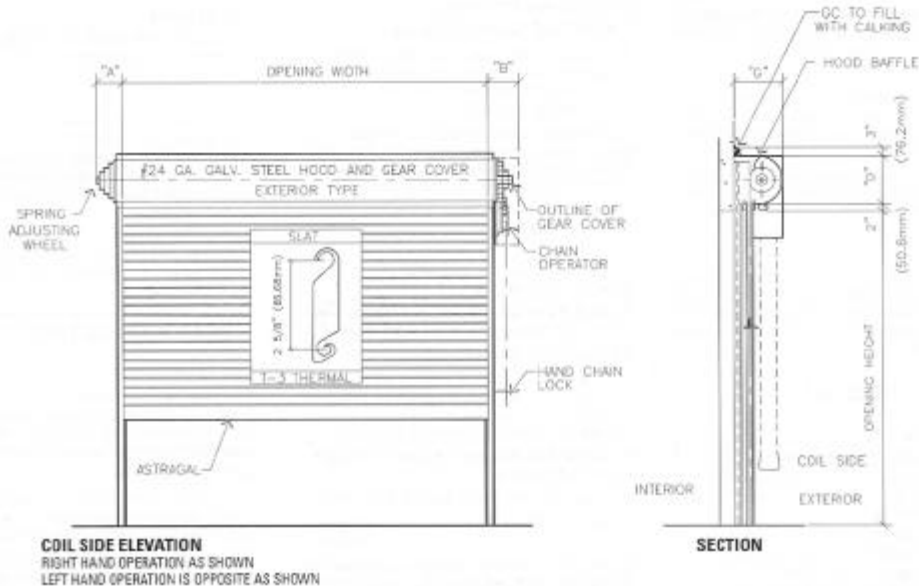 "A"
OPENING WIDTH
"B"
24 GA. GALV. STEEL HOOD AND GEAR COVER
EXTERIOR TYPE
SPRING
ADJUSTING
WHEEL
OUTLINE OF
GEAR COVER
CHAIN
OPERATOR
SLAT
2 5/8"
T-3 THERMAL
HAND CHAIN
LOCK
ASTRAGAL
COIL SIDE ELEVATION
RIGHT HAND OPERATION AS SHOWN
LEFT HAND OPERATION IS OPPOSITE AS SHOWN
GC TO FILL
WITH CALKING
HOOD BAFFLE
"G"
3"
(76.2mm)
"D"
2"
(50.8mm)
OPENING HEIGHT
COIL SIDE
INTERIOR
EXTERIOR
SECTION